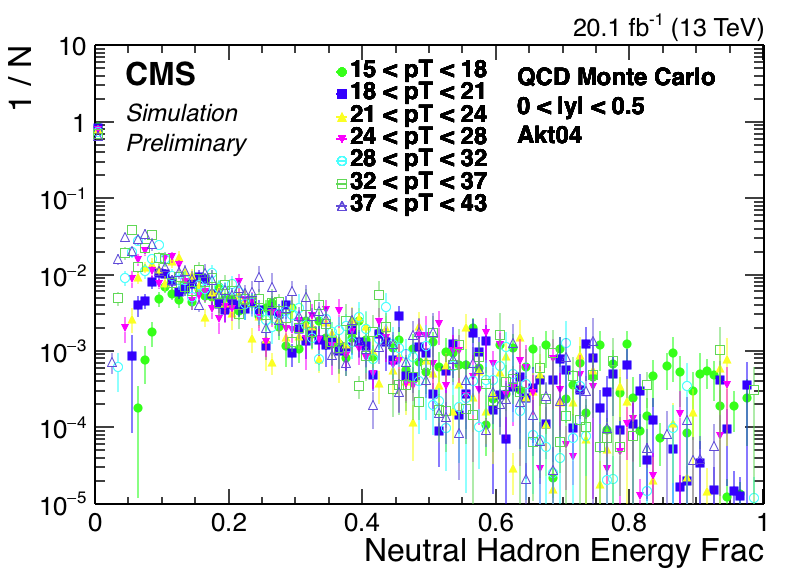 20.1 fb⁻¹ (13 TeV)
1 / N
CMS
Simulation
Preliminary
15 < pT < 18
18 < pT < 21
21 < pT < 24
24 < pT < 28
28 < pT < 32
32 < pT < 37
37 < pT < 43
QCD Monte Carlo
0 < lyl < 0.5
Akt04
10
1
10⁻¹
10⁻²
10⁻³
10⁻⁴
10⁻⁵
0 0.2 0.4 0.6 0.8 1
Neutral Hadron Energy Frac